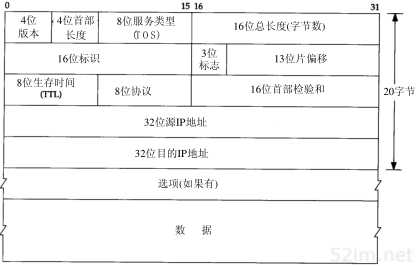 0 15 16 31
4位版本 4位首部长度 8位服务类型(TOS) 16位总长度(字节数)
16位标识 3位标志 13位片偏移
8位生存时间(TTL) 8位协议 16位首部检验和
20字节
32位源IP地址
32位目的IP地址
选项(如果有)
数 据
52im.net